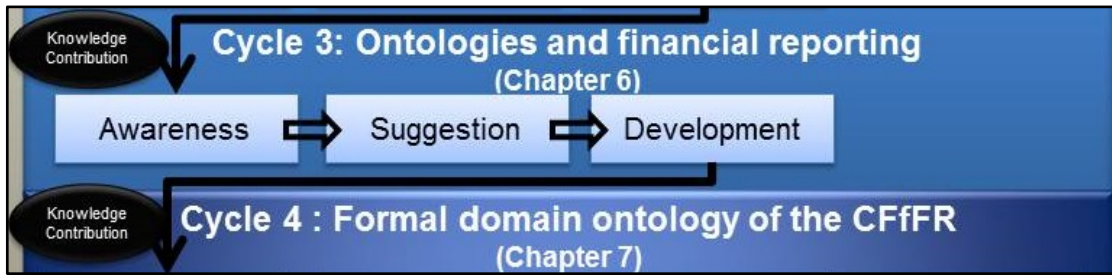 Knowledge
Contribution
Cycle 3: Ontologies and financial reporting
(Chapter 6)
Awareness
Suggestion
Development
Knowledge
Contribution
Cycle 4 : Formal domain ontology of the CFfFR
(Chapter 7)